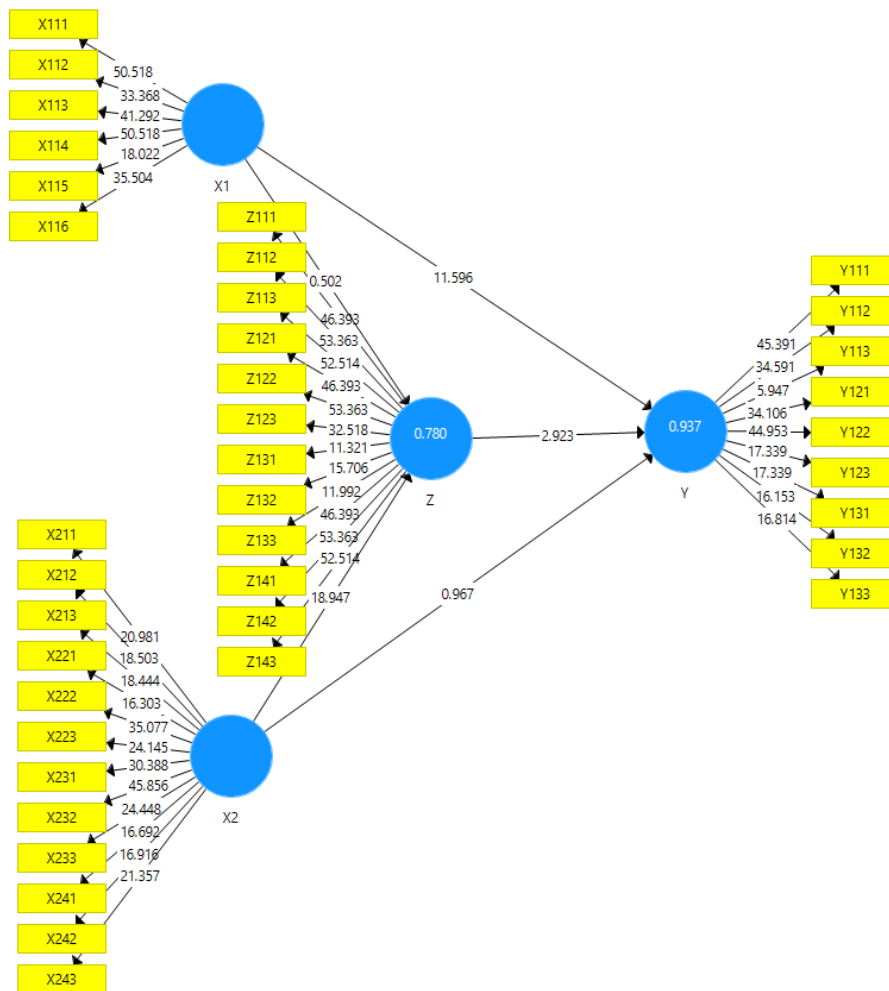 X111
X112
X113
X114
X115
X116
50.518
33.368
41.292
50.518
18.022
35.504
X1
Z111
Z112
Z113
Z121
Z122
Z123
Z131
Z132
Z133
Z141
Z142
Z143
0.502
46.393
53.363
52.514
46.393
53.363
32.518
11.321
15.706
11.992
46.393
53.363
52.514
18.947
0.780
Z
11.596
2.923
0.967
0.937
Y
Y111
Y112
Y113
Y121
Y122
Y123
Y131
Y132
Y133
45.391
34.591
5.947
34.106
44.953
17.339
17.339
16.153
16.814
X211
X212
X213
X221
X222
X223
X231
X232
X233
X241
X242
X243
20.981
18.503
18.444
16.303
35.077
24.145
30.388
45.856
24.448
16.692
16.916
21.357
X2